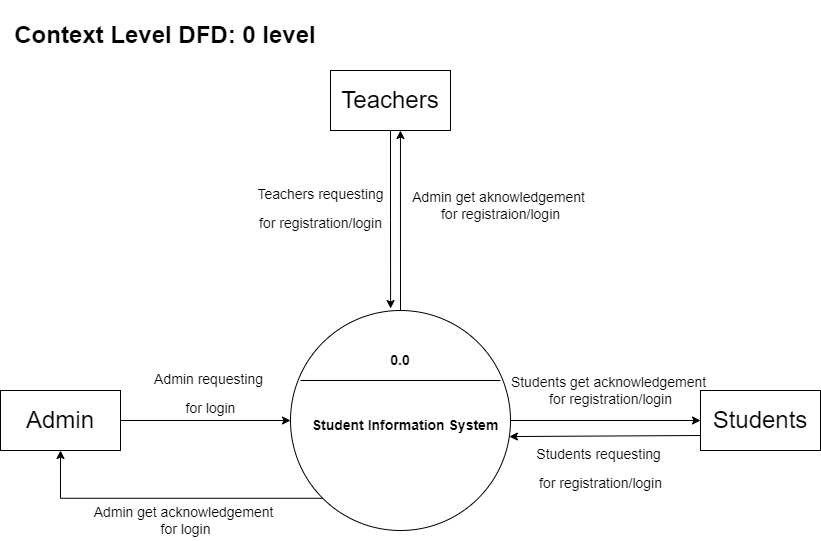 Context Level DFD: 0 level
Teachers
Teachers requesting
for registration/login
Admin get aknowledgement
for registraion/login
0.0
Student Information System
Admin requesting
for login
Admin
Students get acknowledgement
for registration/login
Students
Students requesting
for registration/login
Admin get acknowledgement
for login